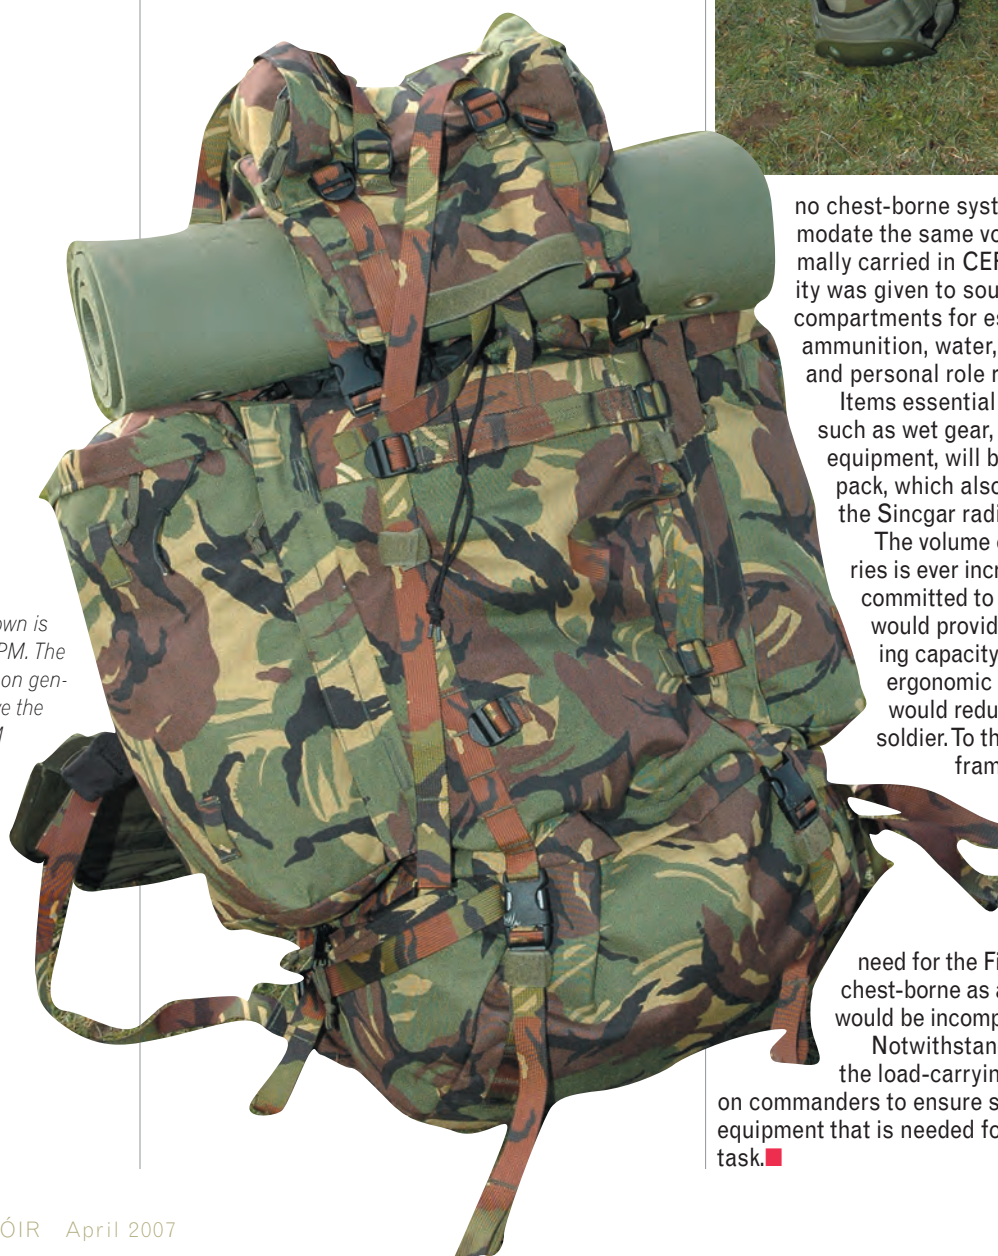 own is
PM. The
on gen-
ve the
no chest-borne syst
modate the same vo
mally carried in CEF
ity was given to sou
compartments for es
ammunition, water,
and personal role r
Items essential
such as wet gear,
equipment, will b
pack, which also
the Sincgar radi
The volume
ries is ever incr
committed to
would provid
ing capacity
ergonomic
would redu
soldier. To th
fram
need for the Fi
chest-borne as a
would be incomp
Notwithstan
the load-carryin
on commanders to ensure s
equipment that is needed fo
task.
ÓIR April 2007